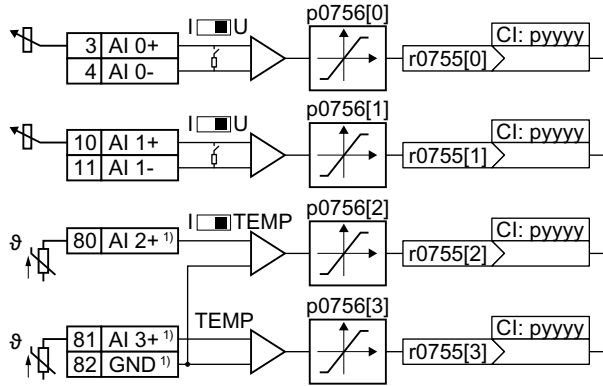 p0756[0]
I U
3 AI 0+
4 AI 0-
CI: pyyyy
r0755[0]
p0756[1]
I U
10 AI 1+
11 AI 1-
CI: pyyyy
r0755[1]
p0756[2]
I TEMP
ϑ
80 AI 2+ 1)
CI: pyyyy
r0755[2]
p0756[3]
TEMP
ϑ
81 AI 3+ 1)
82 GND 1)
CI: pyyyy
r0755[3]